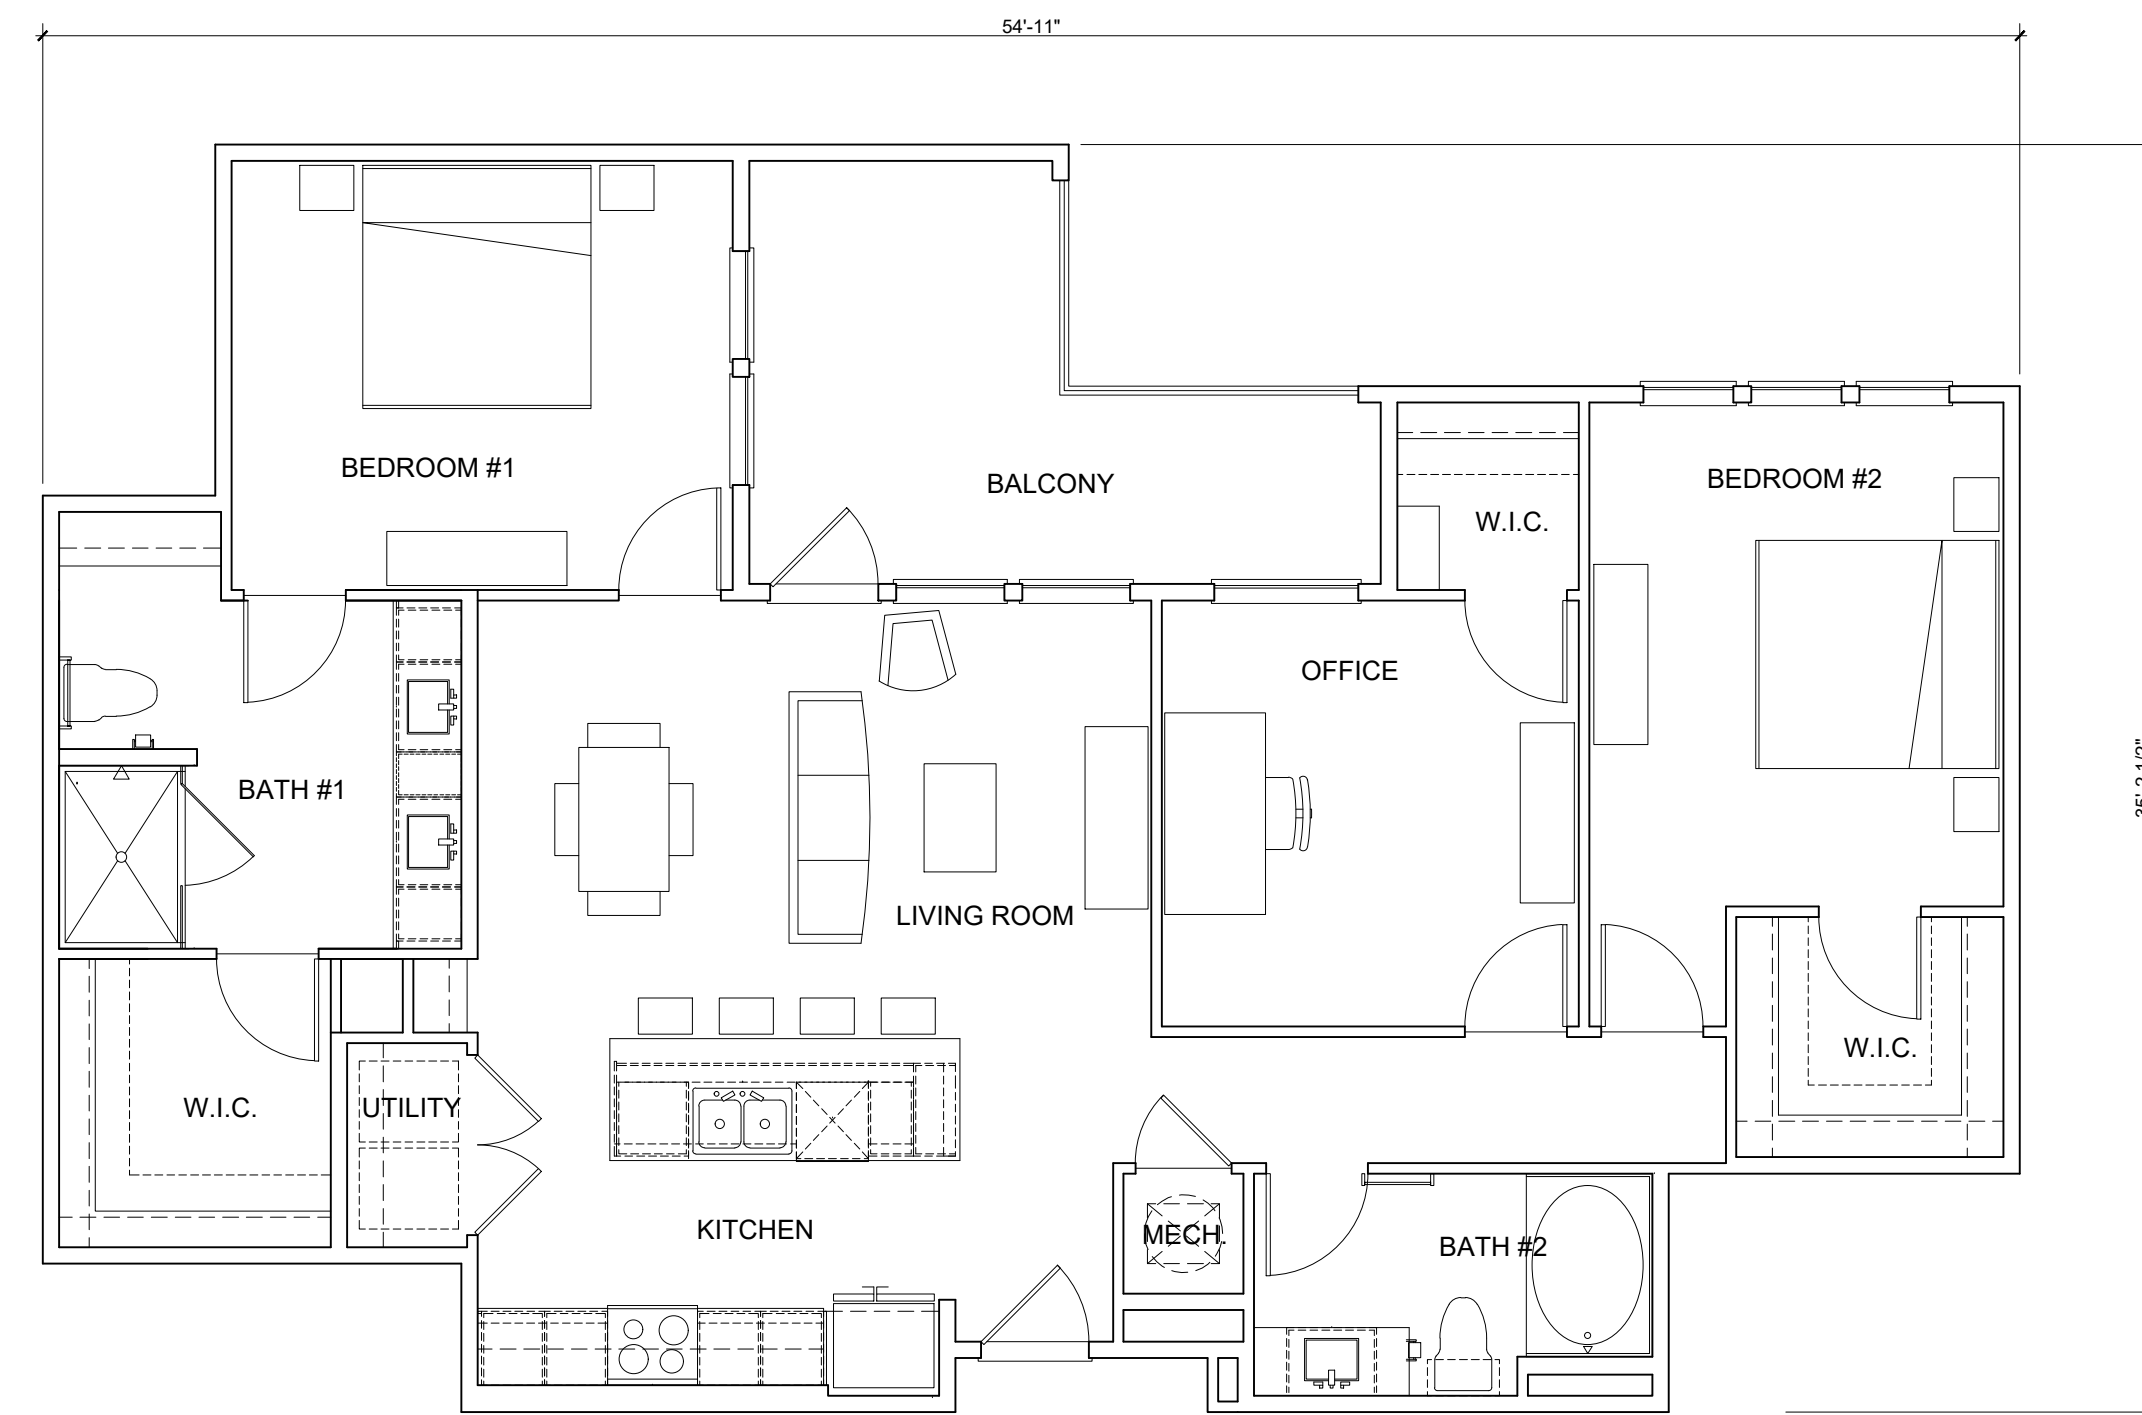 54'-11"
BEDROOM #1
BALCONY
BEDROOM #2
W.I.C.
OFFICE
BATH #1
LIVING ROOM
W.I.C.
W.I.C.
UTILITY
KITCHEN
MECH.
BATH #2